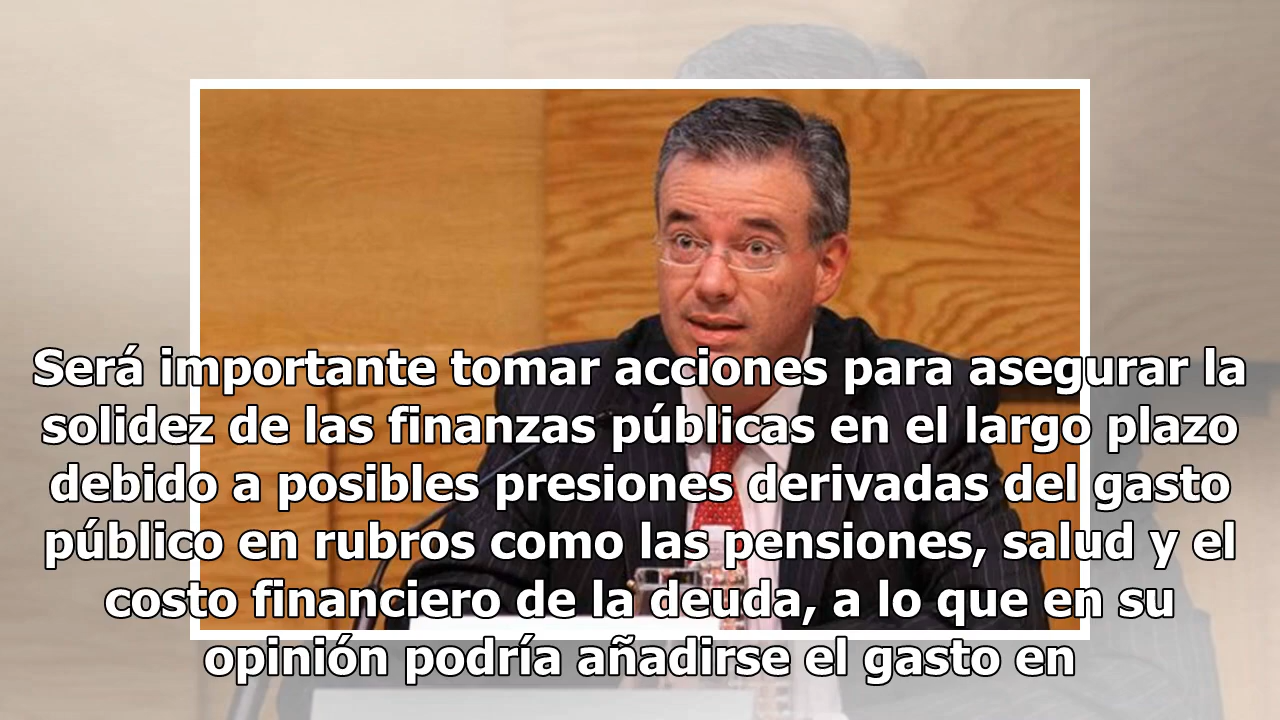 Será importante tomar acciones para asegurar la
solidez de las finanzas públicas en el largo plazo
debido a posibles presiones derivadas del gasto
público en rubros como las pensiones, salud y el
costo financiero de la deuda, a lo que en su
opinión podría añadirse el gasto en